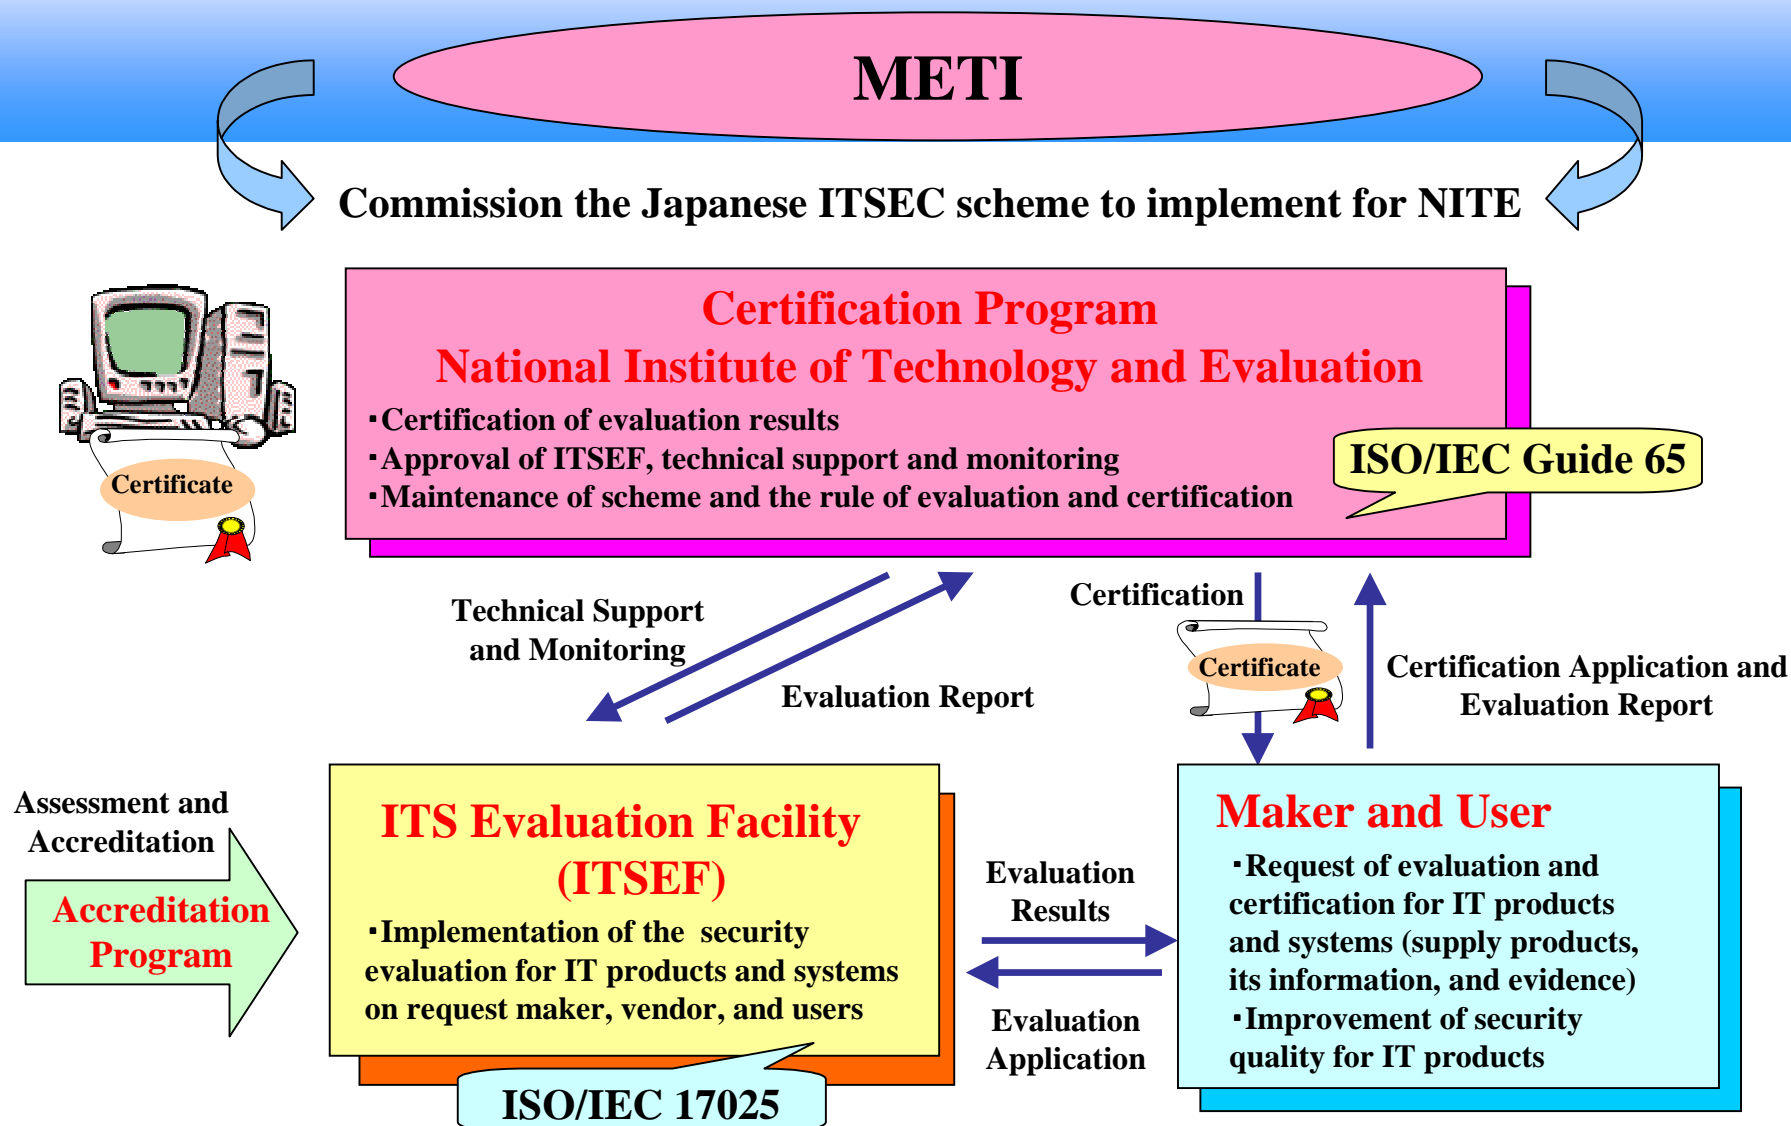 METI
Commission the Japanese ITSEC scheme to implement for NITE
Certification Program
National Institute of Technology and Evaluation
・Certification of evaluation results
・Approval of ITSEF, technical support and monitoring
・Maintenance of scheme and the rule of evaluation and certification
ISO/IEC Guide 65
Certificate
Technical Support
and Monitoring
Evaluation Report
Certification
Certificate
Certification Application and
Evaluation Report
Assessment and
Accreditation
Accreditation
Program
ITS Evaluation Facility
(ITSEF)
・Implementation of the security
evaluation for IT products and systems
on request maker, vendor, and users
ISO/IEC 17025
Evaluation
Results
Evaluation
Application
Maker and User
・Request of evaluation and
certification for IT products
and systems (supply products,
its information, and evidence)
・Improvement of security
quality for IT products